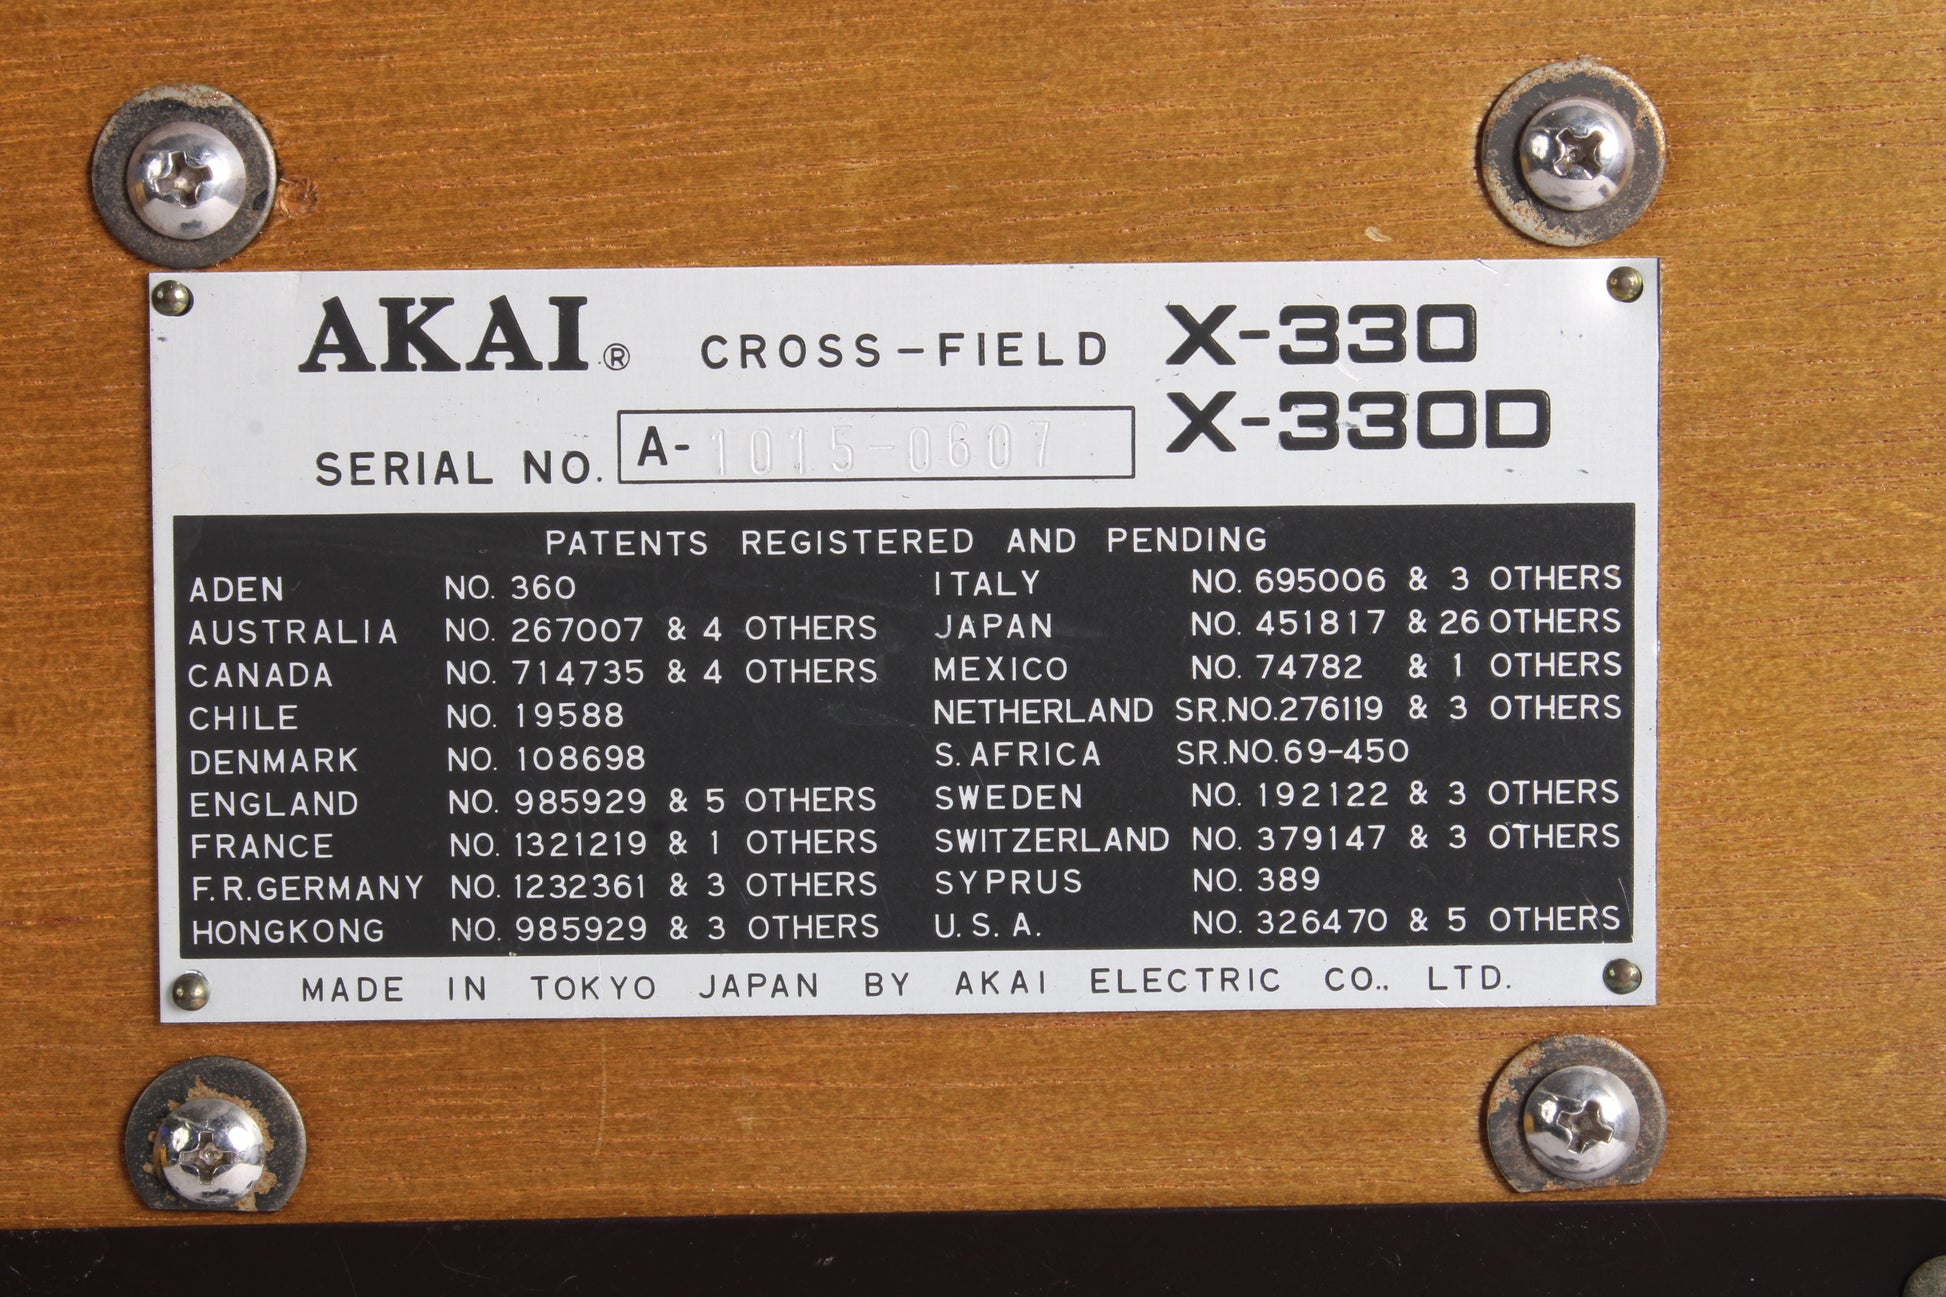 AKAI® CROSS-FIELD X-330
X-330D
SERIAL NO. A-1015-0607
PATENTS REGISTERED AND PENDING
ADEN NO. 360
AUSTRALIA NO. 267007 & 4 OTHERS
CANADA NO. 714735 & 4 OTHERS
CHILE NO. 19588
DENMARK NO. 108698
ENGLAND NO. 985929 & 5 OTHERS
FRANCE NO. 1321219 & 1 OTHERS
F.R.GERMANY NO. 1232361 & 3 OTHERS
HONGKONG NO. 985929 & 3 OTHERS
ITALY NO. 695006 & 3 OTHERS
JAPAN NO. 451817 & 26 OTHERS
MEXICO NO. 74782 & 1 OTHERS
NETHERLAND SR.NO.276119 & 3 OTHERS
S.AFRICA SR.NO.69-450
SWEDEN NO. 192122 & 3 OTHERS
SWITZERLAND NO. 379147 & 3 OTHERS
SYPRUS NO. 389
U.S.A. NO. 326470 & 5 OTHERS
MADE IN TOKYO JAPAN BY AKAI ELECTRIC CO., LTD.